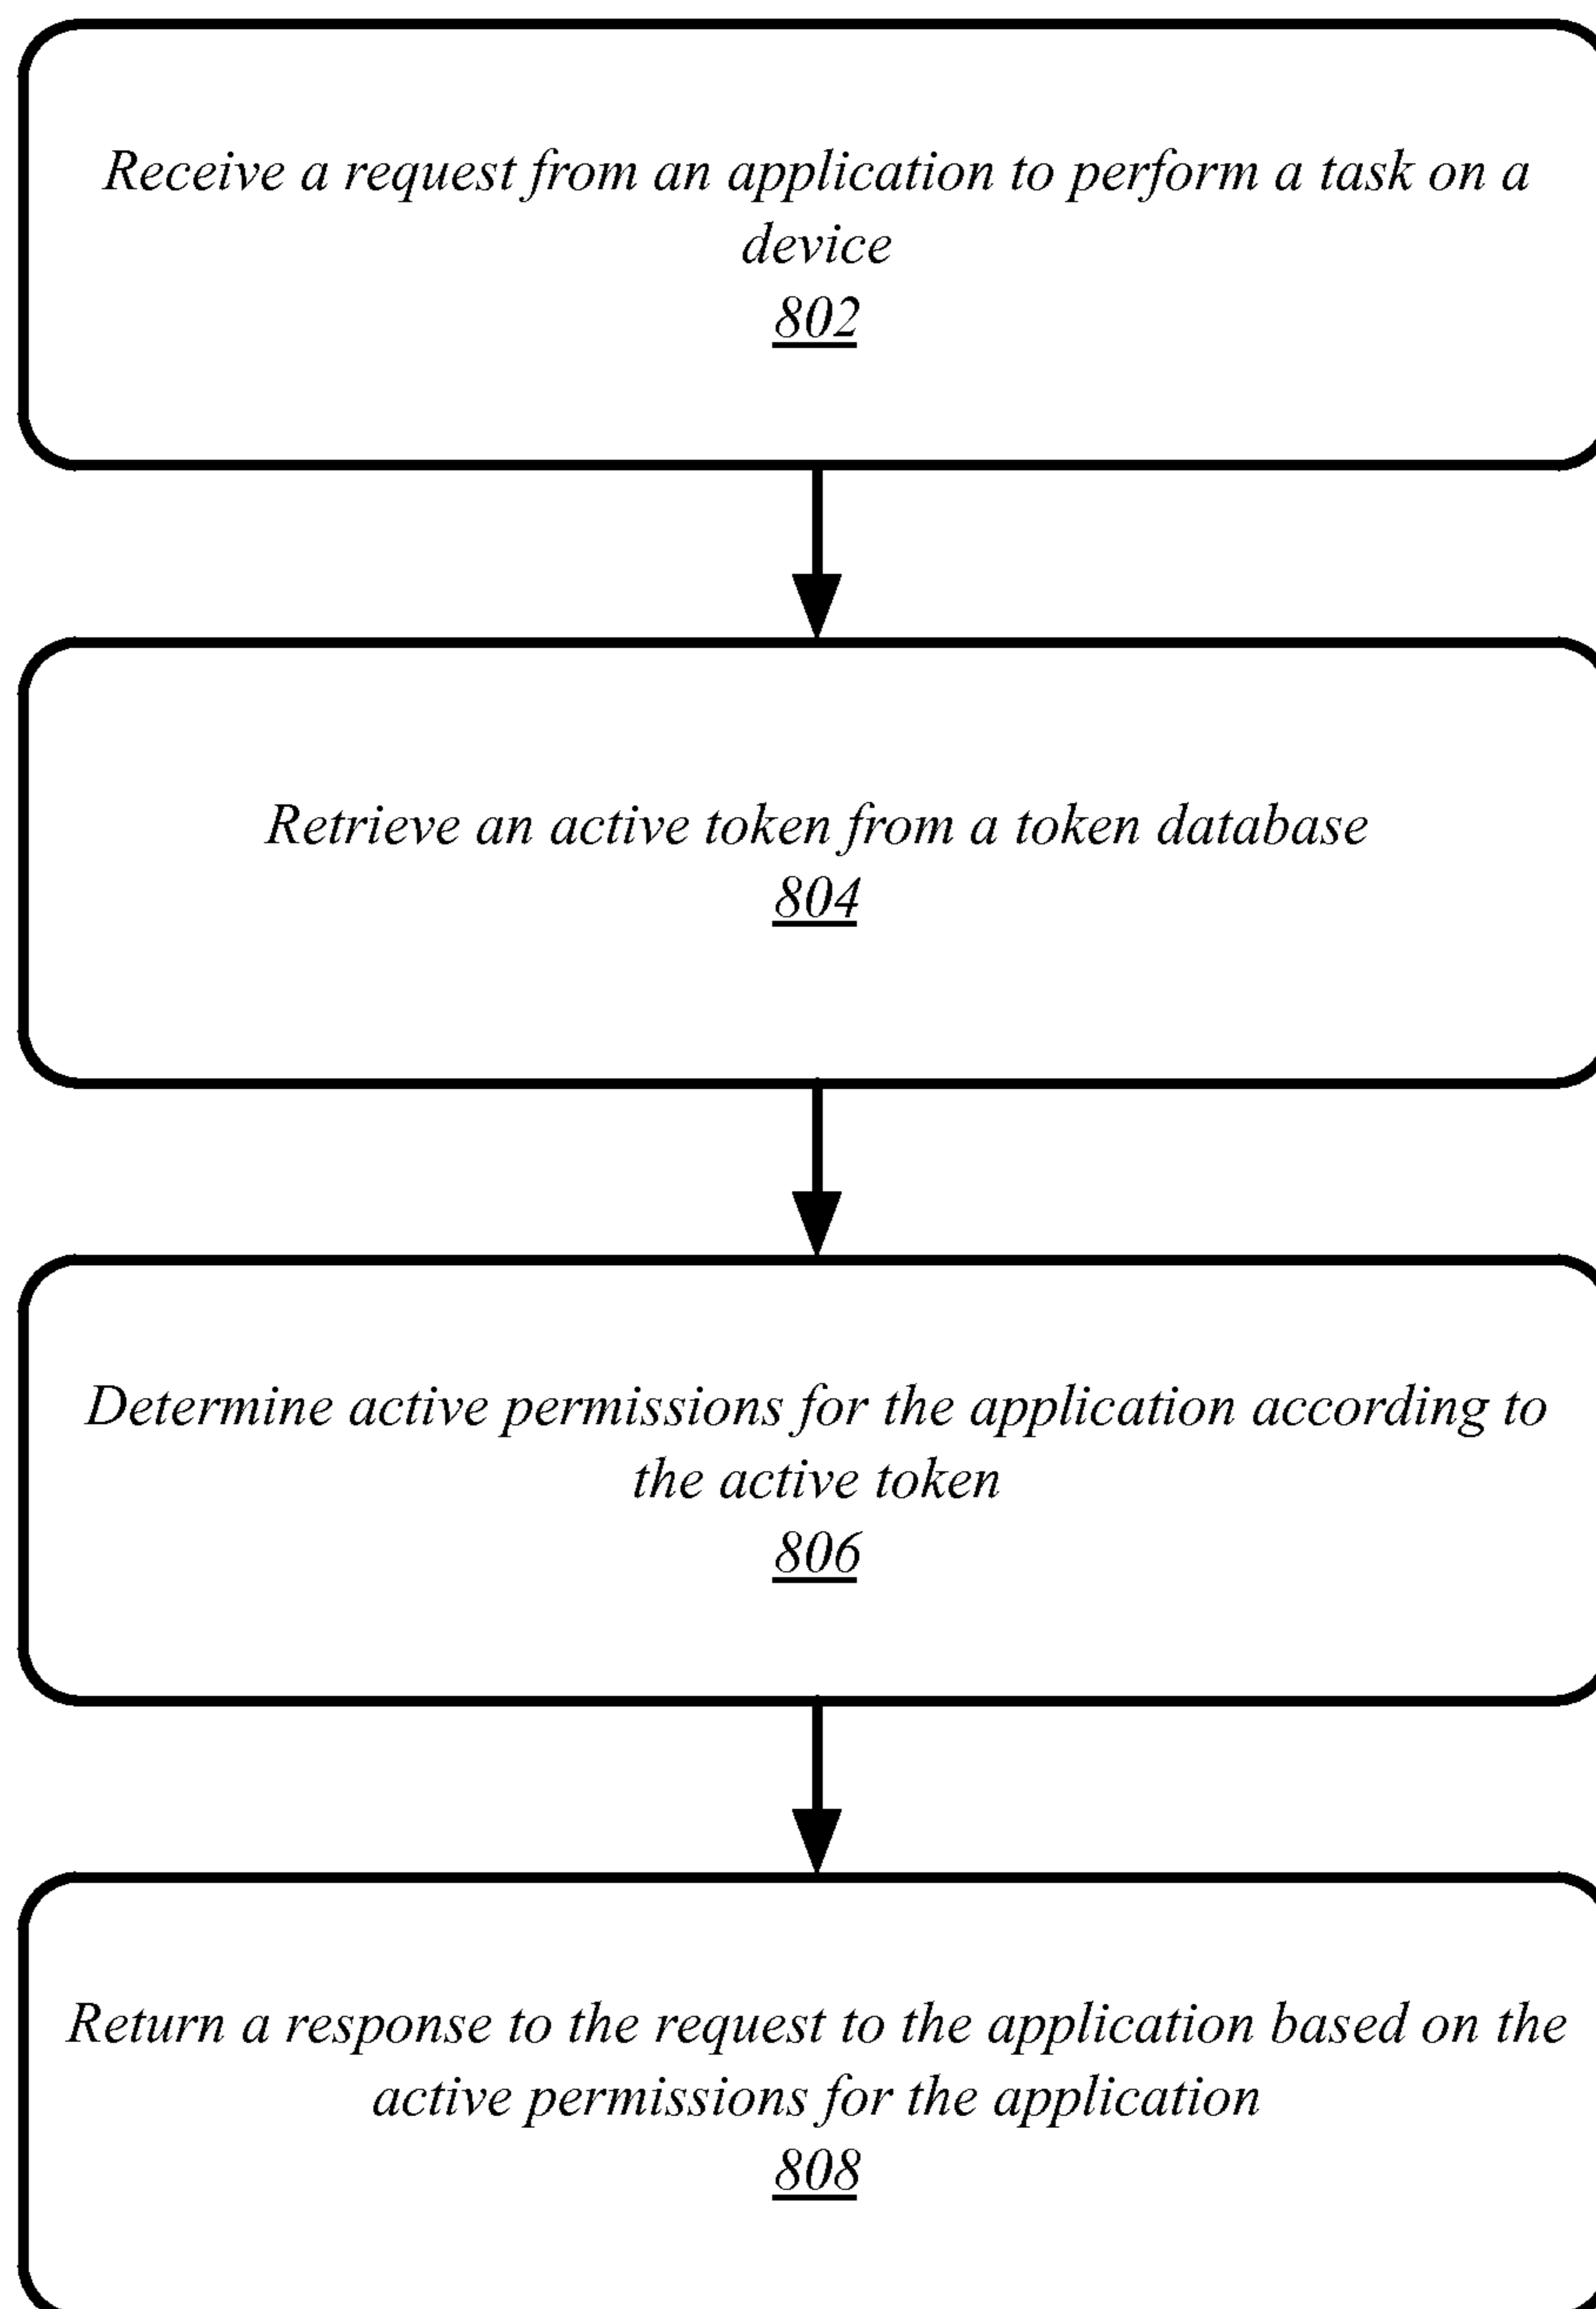 Receive a request from an application to perform a task on a
device
802
Retrieve an active token from a token database
804
Determine active permissions for the application according to
the active token
806
Return a response to the request to the application based on the
active permissions for the application
808